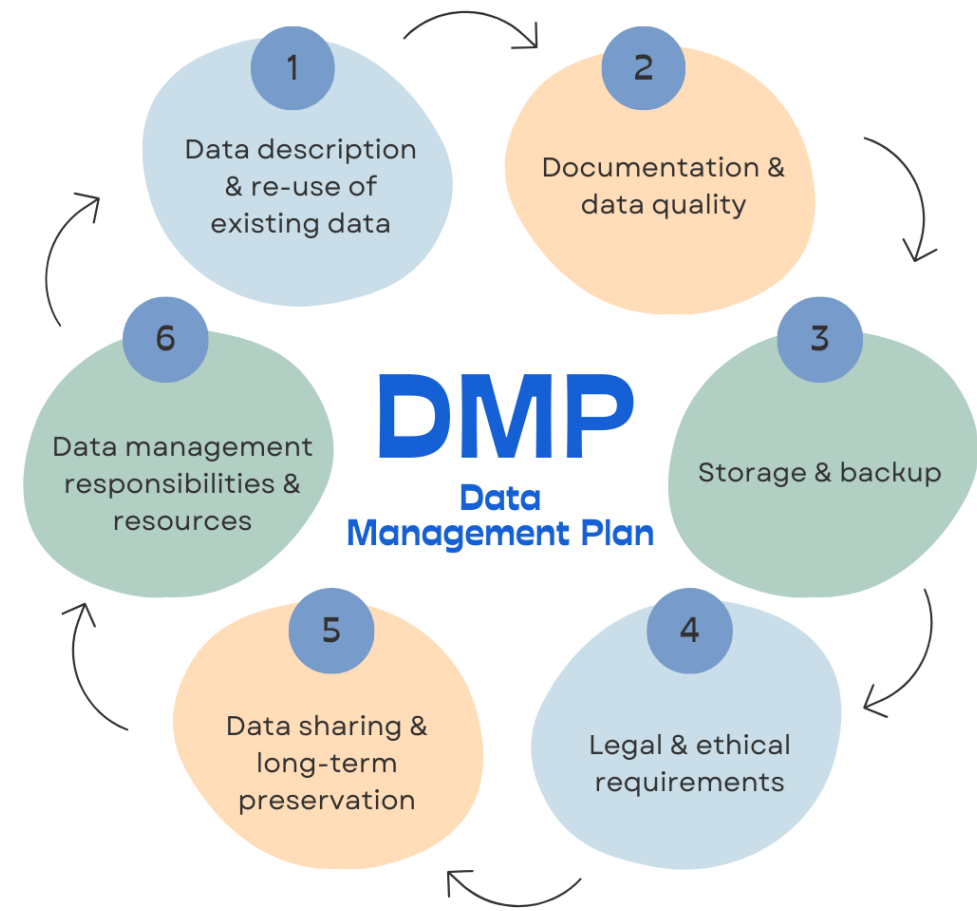 1
Data description
& re-use of
existing data
2
Documentation &
data quality
3
Storage & backup
4
Legal & ethical
requirements
5
Data sharing &
long-term
preservation
6
Data management
responsibilities &
resources
DMP
Data
Management Plan